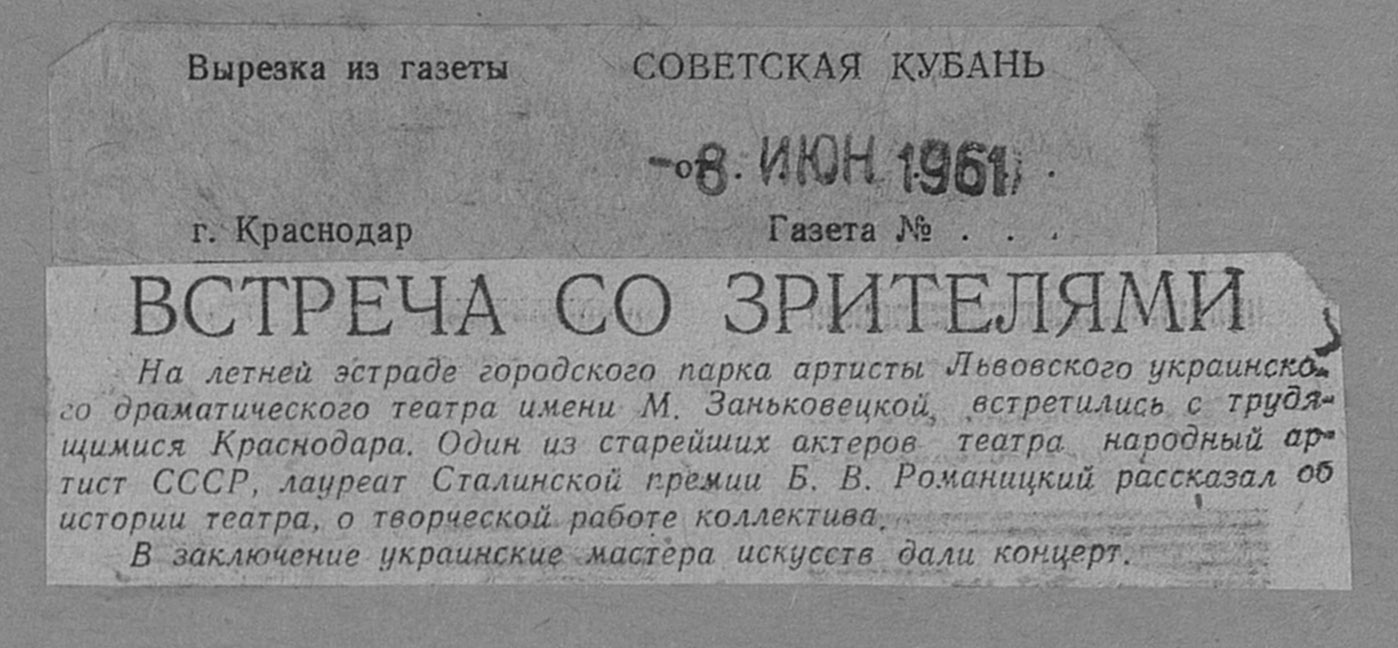 Вырезка из газеты СОВЕТСКАЯ КУБАНЬ
-8. ИЮН 1961
г. Краснодар Газета № . . .
ВСТРЕЧА СО ЗРИТЕЛЯМИ
На летней эстраде городского парка артисты Львовского украинско-
го драматического театра имени М. Заньковецкой, встретились с трудя-
щимися Краснодара. Один из старейших актеров театра народный ар-
тист СССР, лауреат Сталинской премии Б. В. Романицкий рассказал об
истории театра, о творческой работе коллектива.
В заключение украинские мастера искусств дали концерт.